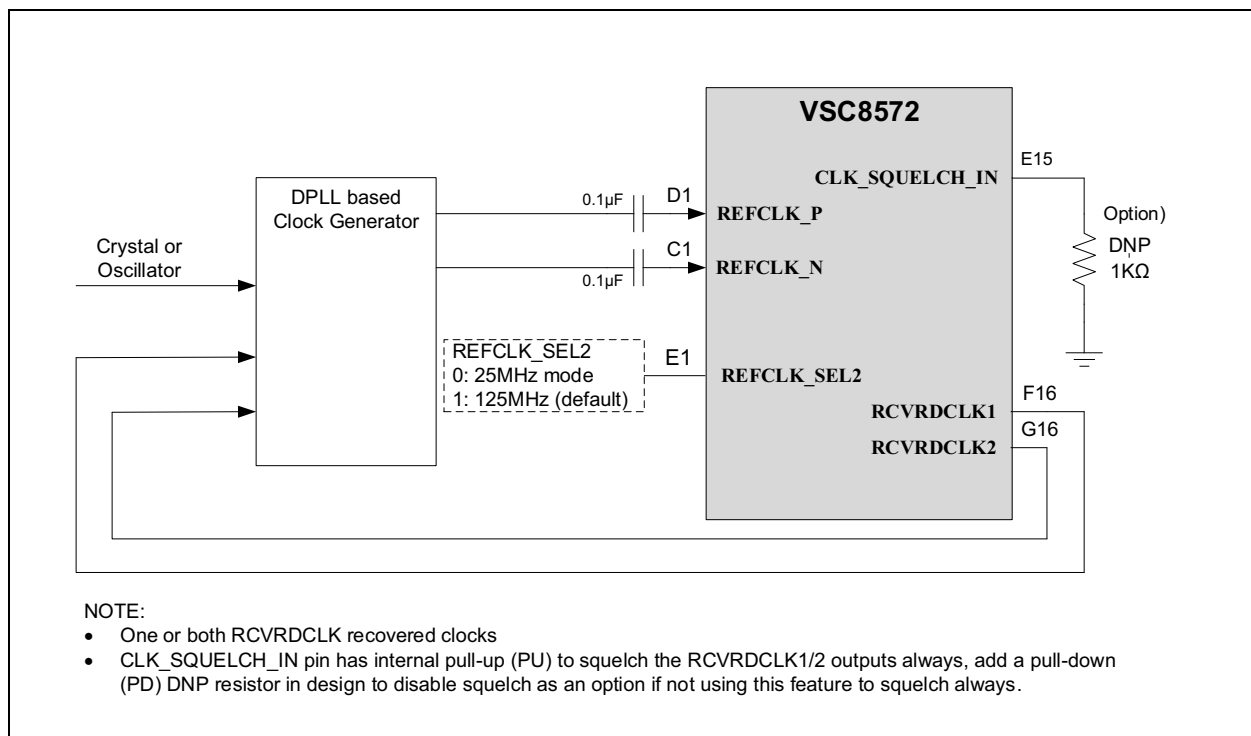 VSC8572
E15
CLK_SQUELCH_IN
DPLL based
Clock Generator
0.1µF
D1
REFCLK_P
Option)
DNP
1KΩ
Crystal or
Oscillator
C1
0.1µF
REFCLK_N
REFCLK_SEL2
0: 25MHz mode
1: 125MHz (default)
E1
REFCLK_SEL2
F16
RCVRDCLK1
G16
RCVRDCLK2
NOTE:
• One or both RCVRDCLK recovered clocks
• CLK_SQUELCH_IN pin has internal pull-up (PU) to squelch the RCVRDCLK1/2 outputs always, add a pull-down
(PD) DNP resistor in design to disable squelch as an option if not using this feature to squelch always.